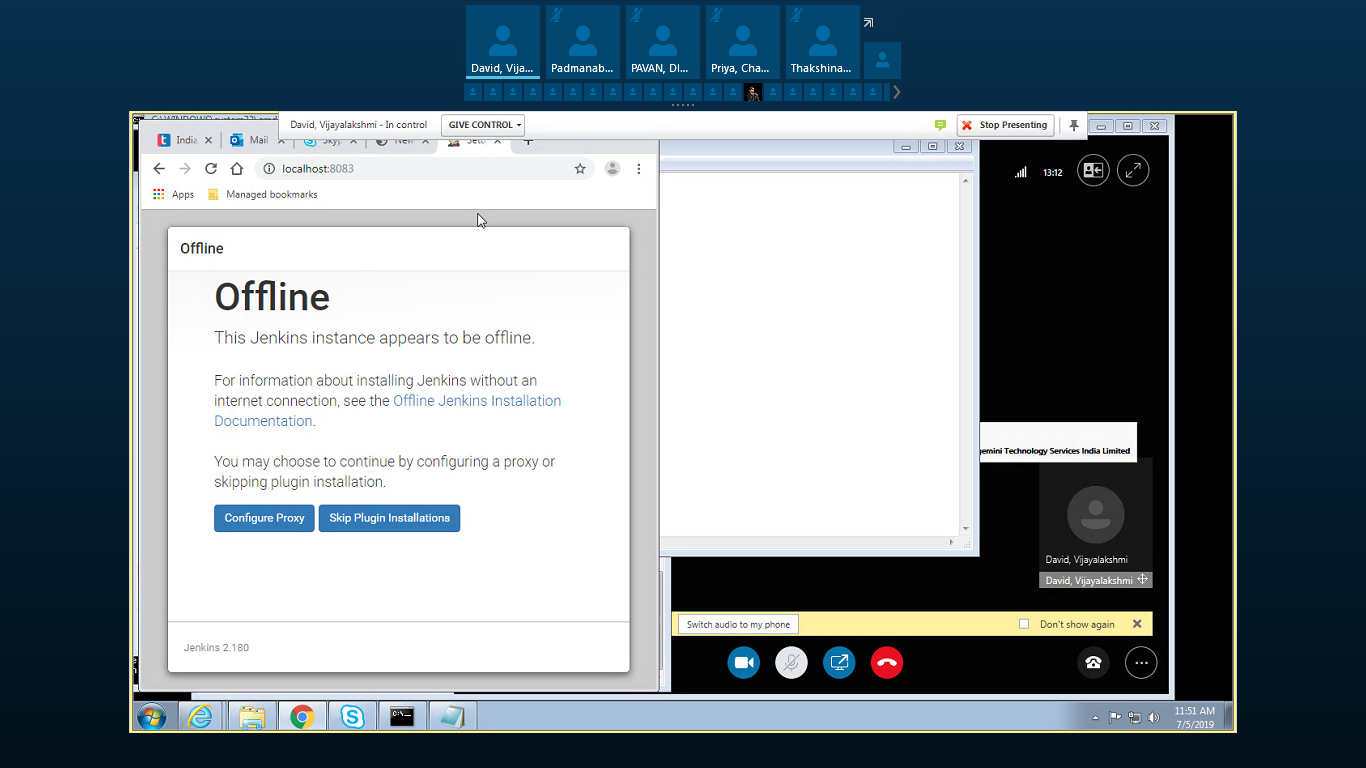 David, Vija...
Padmanab...
PAVAN, DI...
Priya, Cha...
Thakshina...
David, Vijayalakshmi - In control
GIVE CONTROL
Stop Presenting
India
Mail
Skyp
New
Setu
localhost:8083
Apps
Managed bookmarks
13:12
Offline
Offline
This Jenkins instance appears to be offline.
For information about installing Jenkins without an
internet connection, see the Offline Jenkins Installation
Documentation.
You may choose to continue by configuring a proxy or
skipping plugin installation.
Configure Proxy
Skip Plugin Installations
Jenkins 2.180
gemini Technology Services India Limited
David, Vijayalakshmi
David, Vijayalakshmi
Switch audio to my phone
Don't show again
11:51 AM
7/5/2019